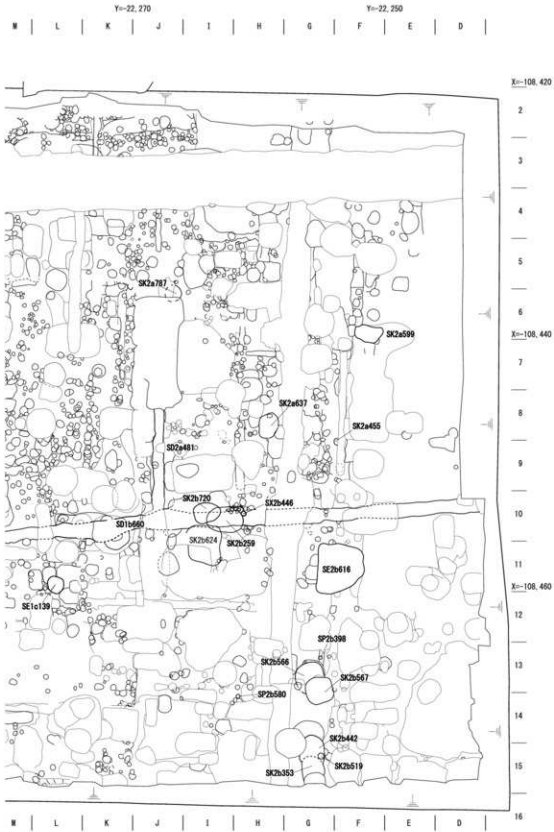 Y=-22, 270 Y=-22, 250
M L K J I H G F E D
X=-108, 420
2
3
4
5
SK2a787
6
SK2a599
X=-108, 440
7
SK2a637
8
SK2a455
SD2a481
9
SK2b720
SX2b446
10
SD1b660
SK2b624
SK2b259
11
SE2b616
X=-108, 460
SE1c139
12
SP2b398
SK2b566
13
SK2b567
SP2b580
14
SK2b442
SK2b519
SK2b353
15
16
M L K J I H G F E D